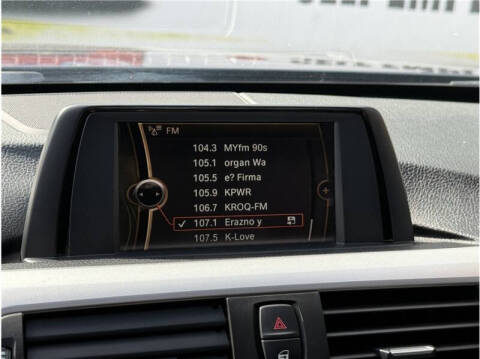 FM
104.3 MYfm 90s
105.1 organ Wa
105.5 e? Firma
105.9 KPWR
106.7 KROQ-FM
107.1 Erazno y
107.5 K-Love